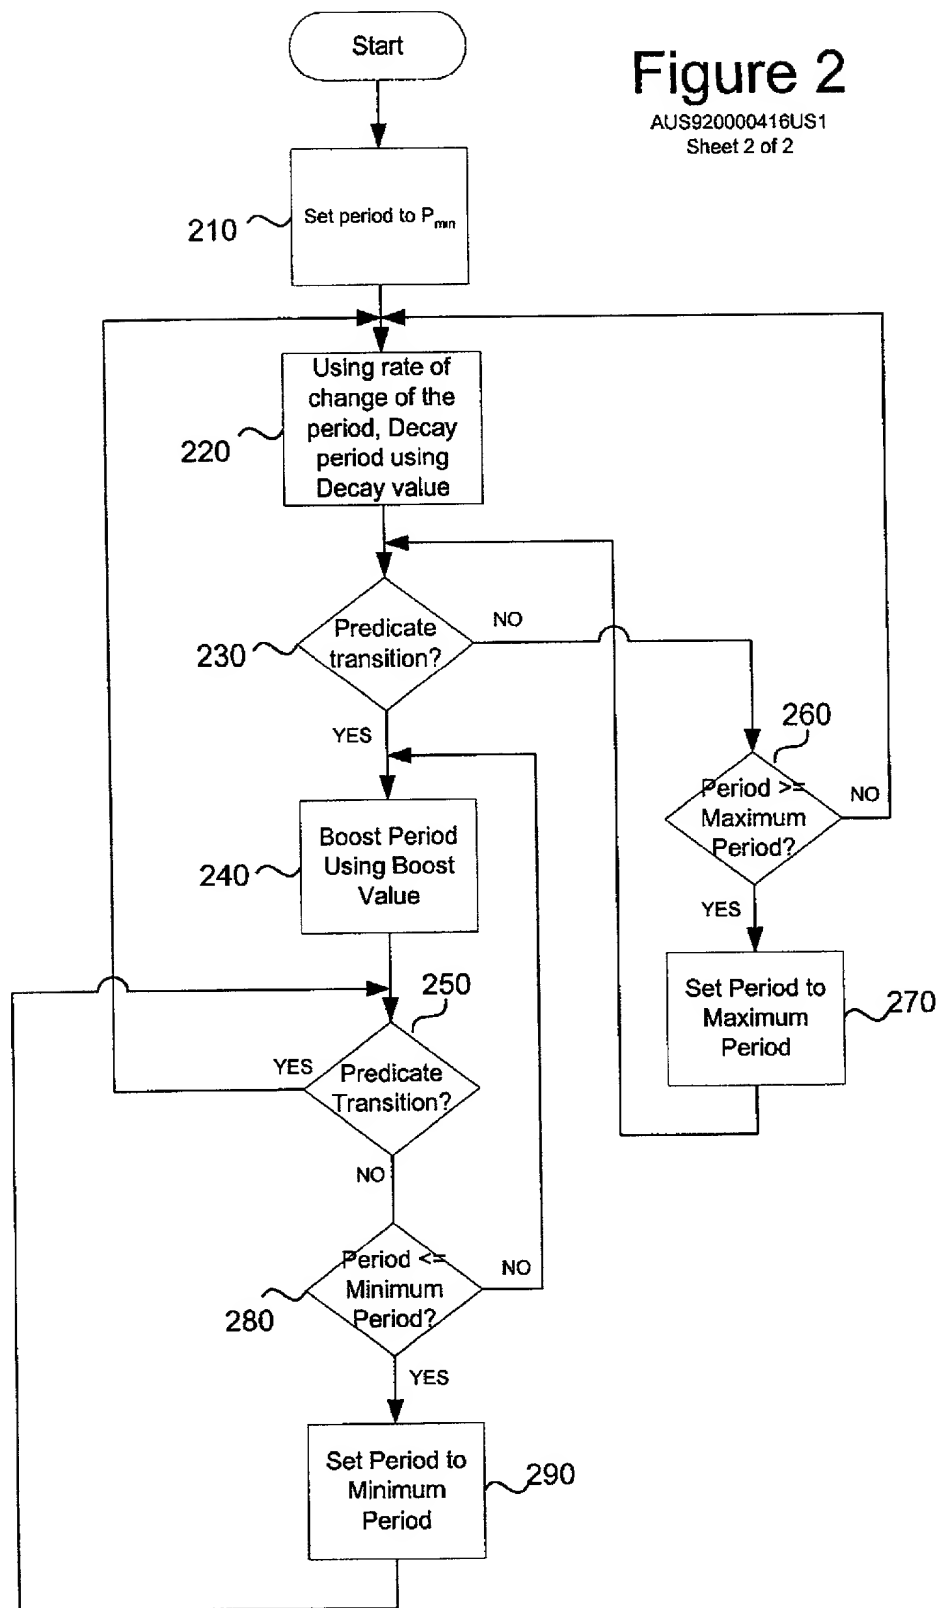 Start
Figure 2
AUS920000416US1
Sheet 2 of 2
210
Set period to Pmin
220
Using rate of
change of the
period, Decay
period using
Decay value
230
Predicate
transition?
NO
YES
260
Period >=
Maximum
Period?
NO
YES
240
Boost Period
Using Boost
Value
270
Set Period to
Maximum
Period
250
YES
Predicate
Transition?
NO
280
Period <=
Minimum
Period?
NO
YES
290
Set Period to
Minimum
Period